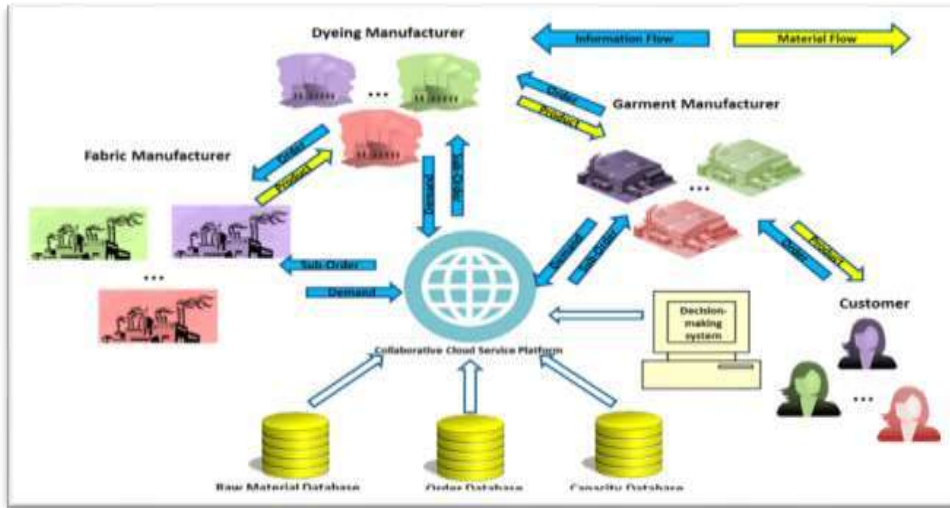 Dyeing Manufacturer
Information Flow
Material Flow
Order
Product
Garment Manufacturer
Fabric Manufacturer
Order
Product
Demand
Sub-Order
...
...
Sub-Order
Demand
Demand
Sub-Order
Product
Order
...
...
Customer
Decision-
making
system
Collaborative Cloud Service Platform
...
Raw Material Database
Order Database
Capacity Database